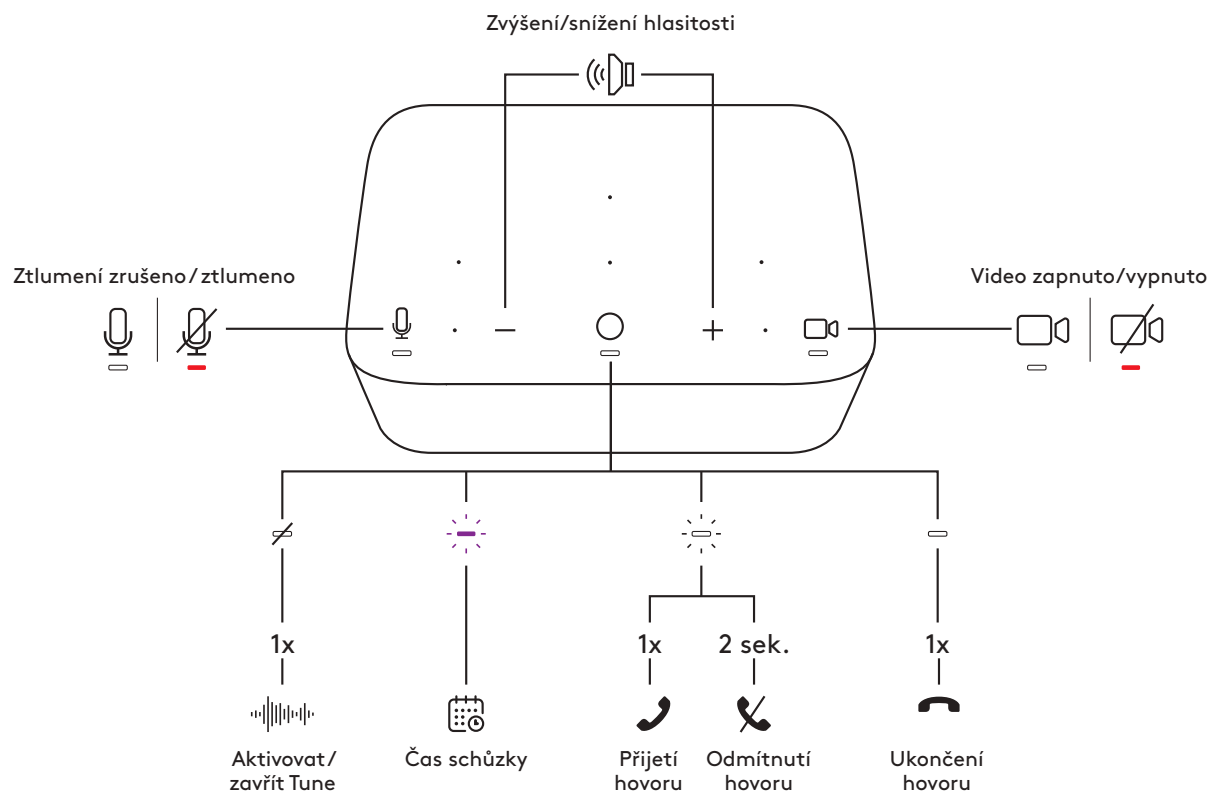 Zvýšení/snížení hlasitosti
Ztlumení zrušeno / ztlumeno
Video zapnuto/vypnuto
1x
1x
2 sek.
1x
Aktivovat/
zavřít Tune
Čas schůzky
Přijetí
hovoru
Odmítnutí
hovoru
Ukončení
hovoru